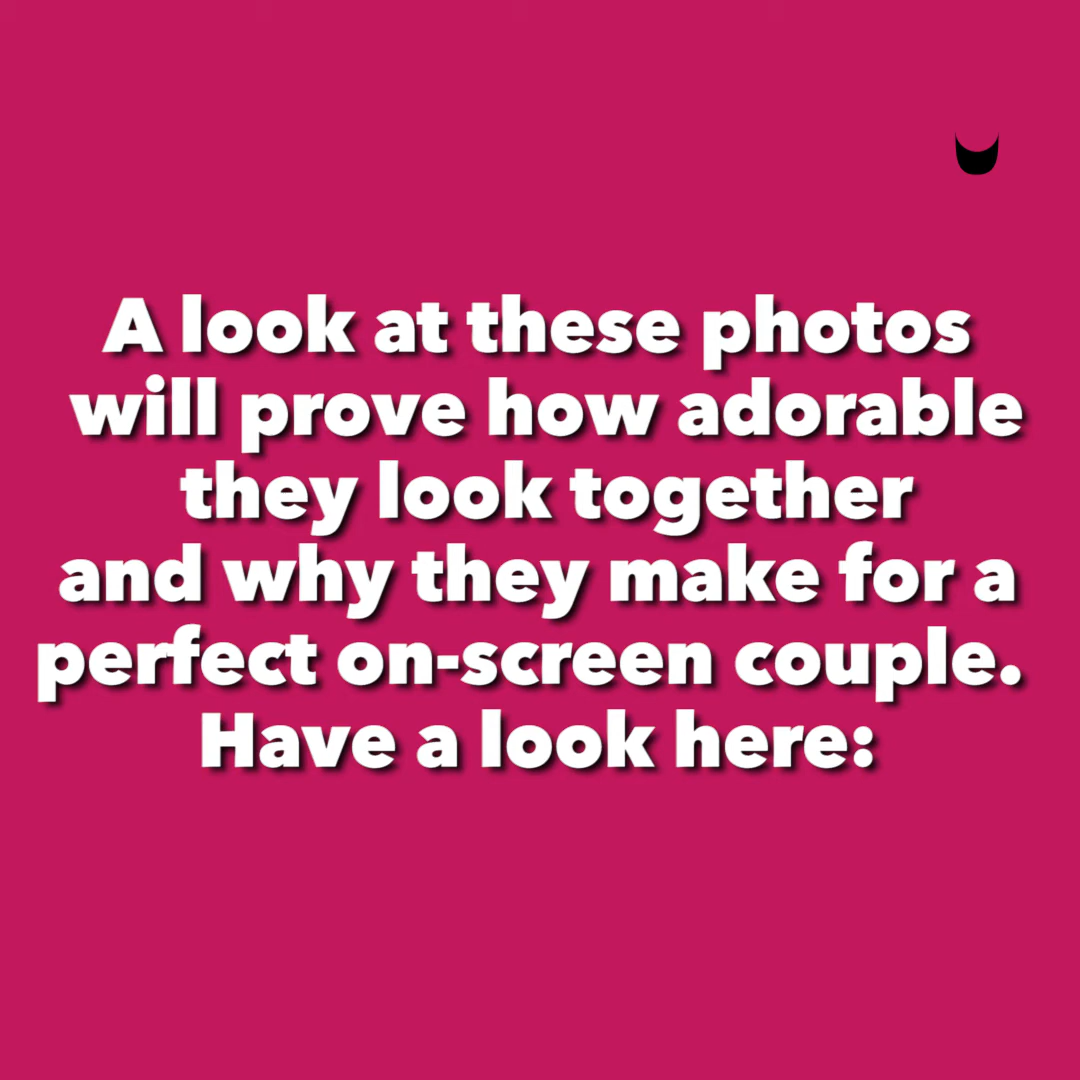 A look at these photos
will prove how adorable
they look together
and why they make for a
perfect on-screen couple.
Have a look here: